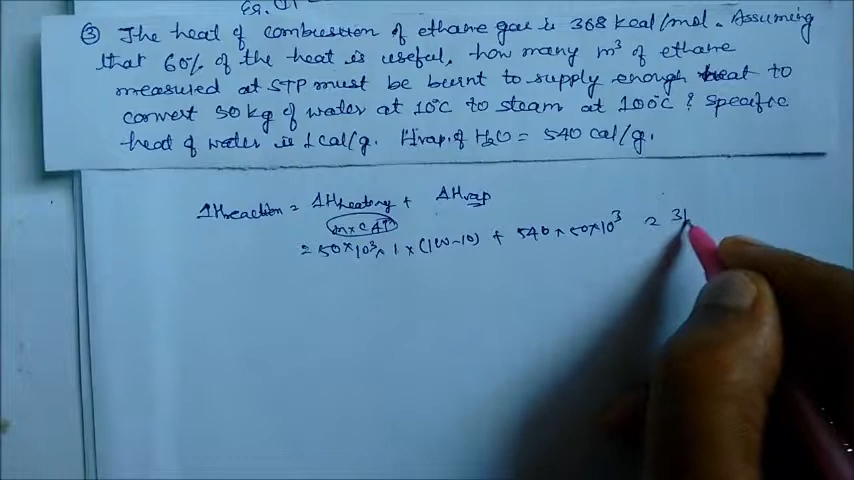 Ex. (1)
③ The heat of combustion of ethane gas is 368 kcal/mol. Assuming
that 60% of the heat is useful, how many m³ of ethane
measured at STP must be burnt to supply enough heat to
convert 50 kg of water at 10°C to steam at 100°C ? Specific
heat of water is 1 cal/g. Hvap. of H₂O = 540 cal/g.
ΔHreaction = ΔHheating + ΔHvap
m×C ΔT
= 50×10³× 1 × (100-10) + 540 × 50×10³ = 31